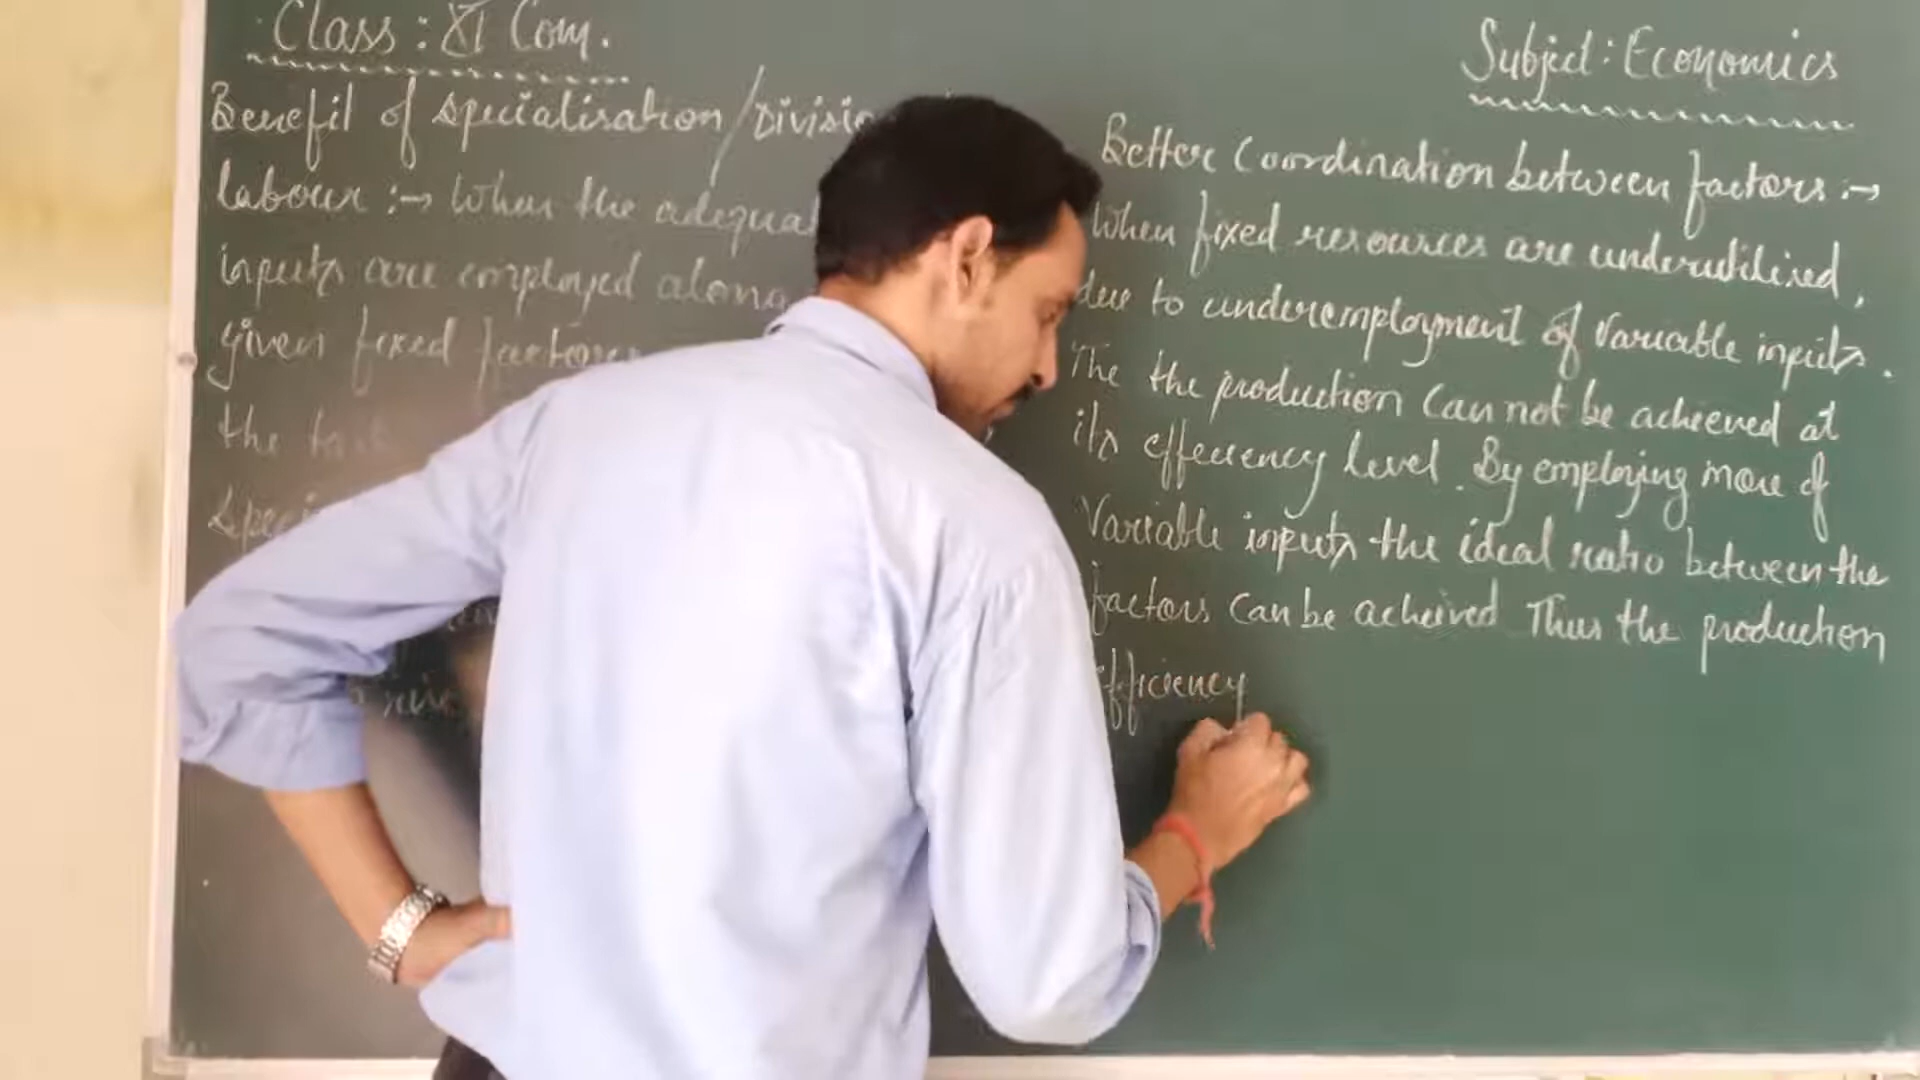 Class : XI Com.
Subject : Economics
Benefit of specialisation / Divisio
labour :→ When the adequa
inputs are employed along
given fixed factors
the
Better Coordination between factors :→
When fixed resources are underutilised,
due to underemployment of Variable inputs.
The the production Can not be acheeved at
its effeciency level. By employing more of
Variable inputs the ideal ratio between the
factors Can be acheived Thus the production
efficiency